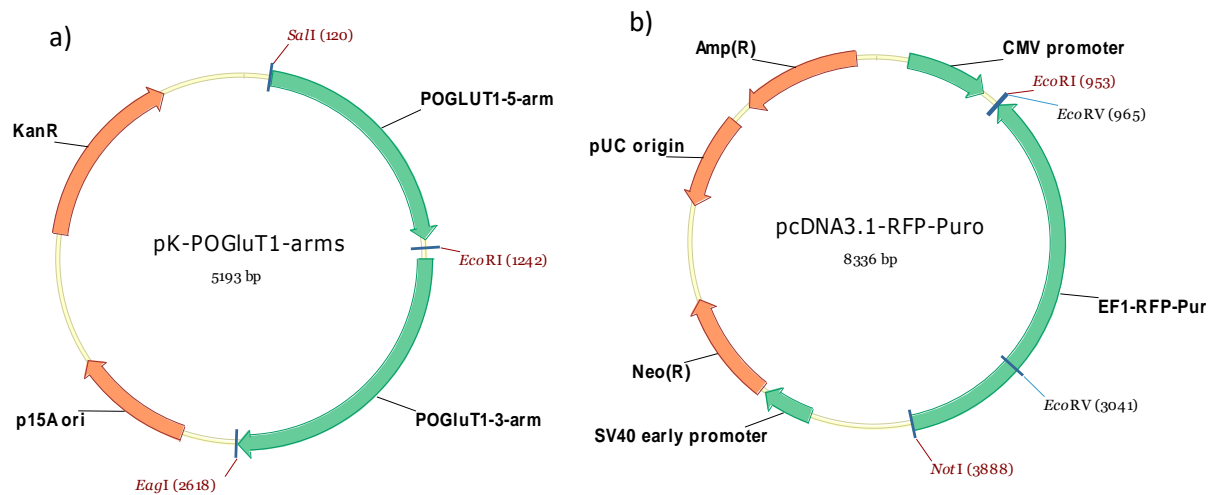 a)
SalI (120)
POGLUT1-5-arm
KanR
pK-POGluT1-arms
5193 bp
EcoRI (1242)
p15A ori
POGluT1-3-arm
EagI (2618)
b)
Amp(R)
CMV promoter
EcoRI (953)
EcoRV (965)
pUC origin
pcDNA3.1-RFP-Puro
8336 bp
EF1-RFP-Pur
Neo(R)
EcoRV (3041)
SV40 early promoter
NotI (3888)